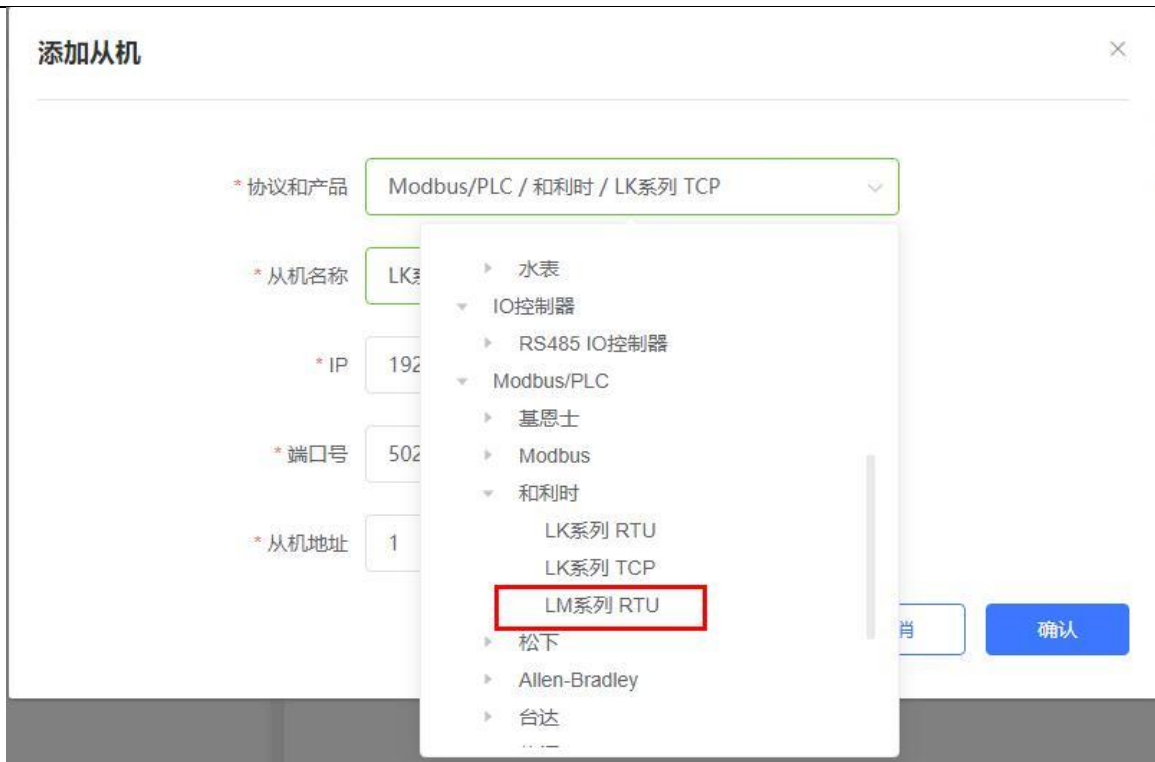 添加从机
* 协议和产品 Modbus/PLC / 和利时 / LK系列 TCP
水表
* 从机名称 LK
IO控制器
RS485 IO控制器
* IP 192
Modbus/PLC
基恩士
* 端口号 502
Modbus
和利时
LK系列 RTU
* 从机地址 1
LK系列 TCP
LM系列 RTU
消 确认
松下
Allen-Bradley
台达